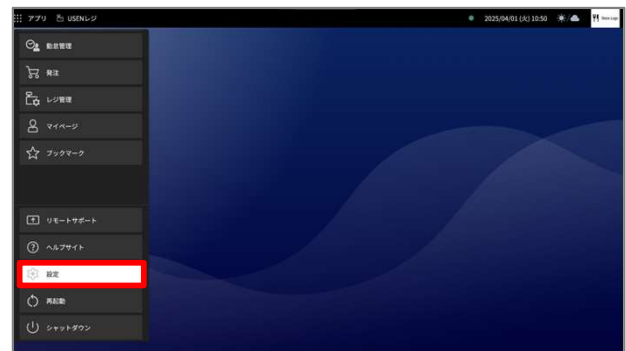 アプリ USENレジ 2025/04/01 (火) 10:50
勤怠管理
発注
レジ管理
マイページ
ブックマーク
リモートサポート
ヘルプサイト
設定
再起動
シャットダウン